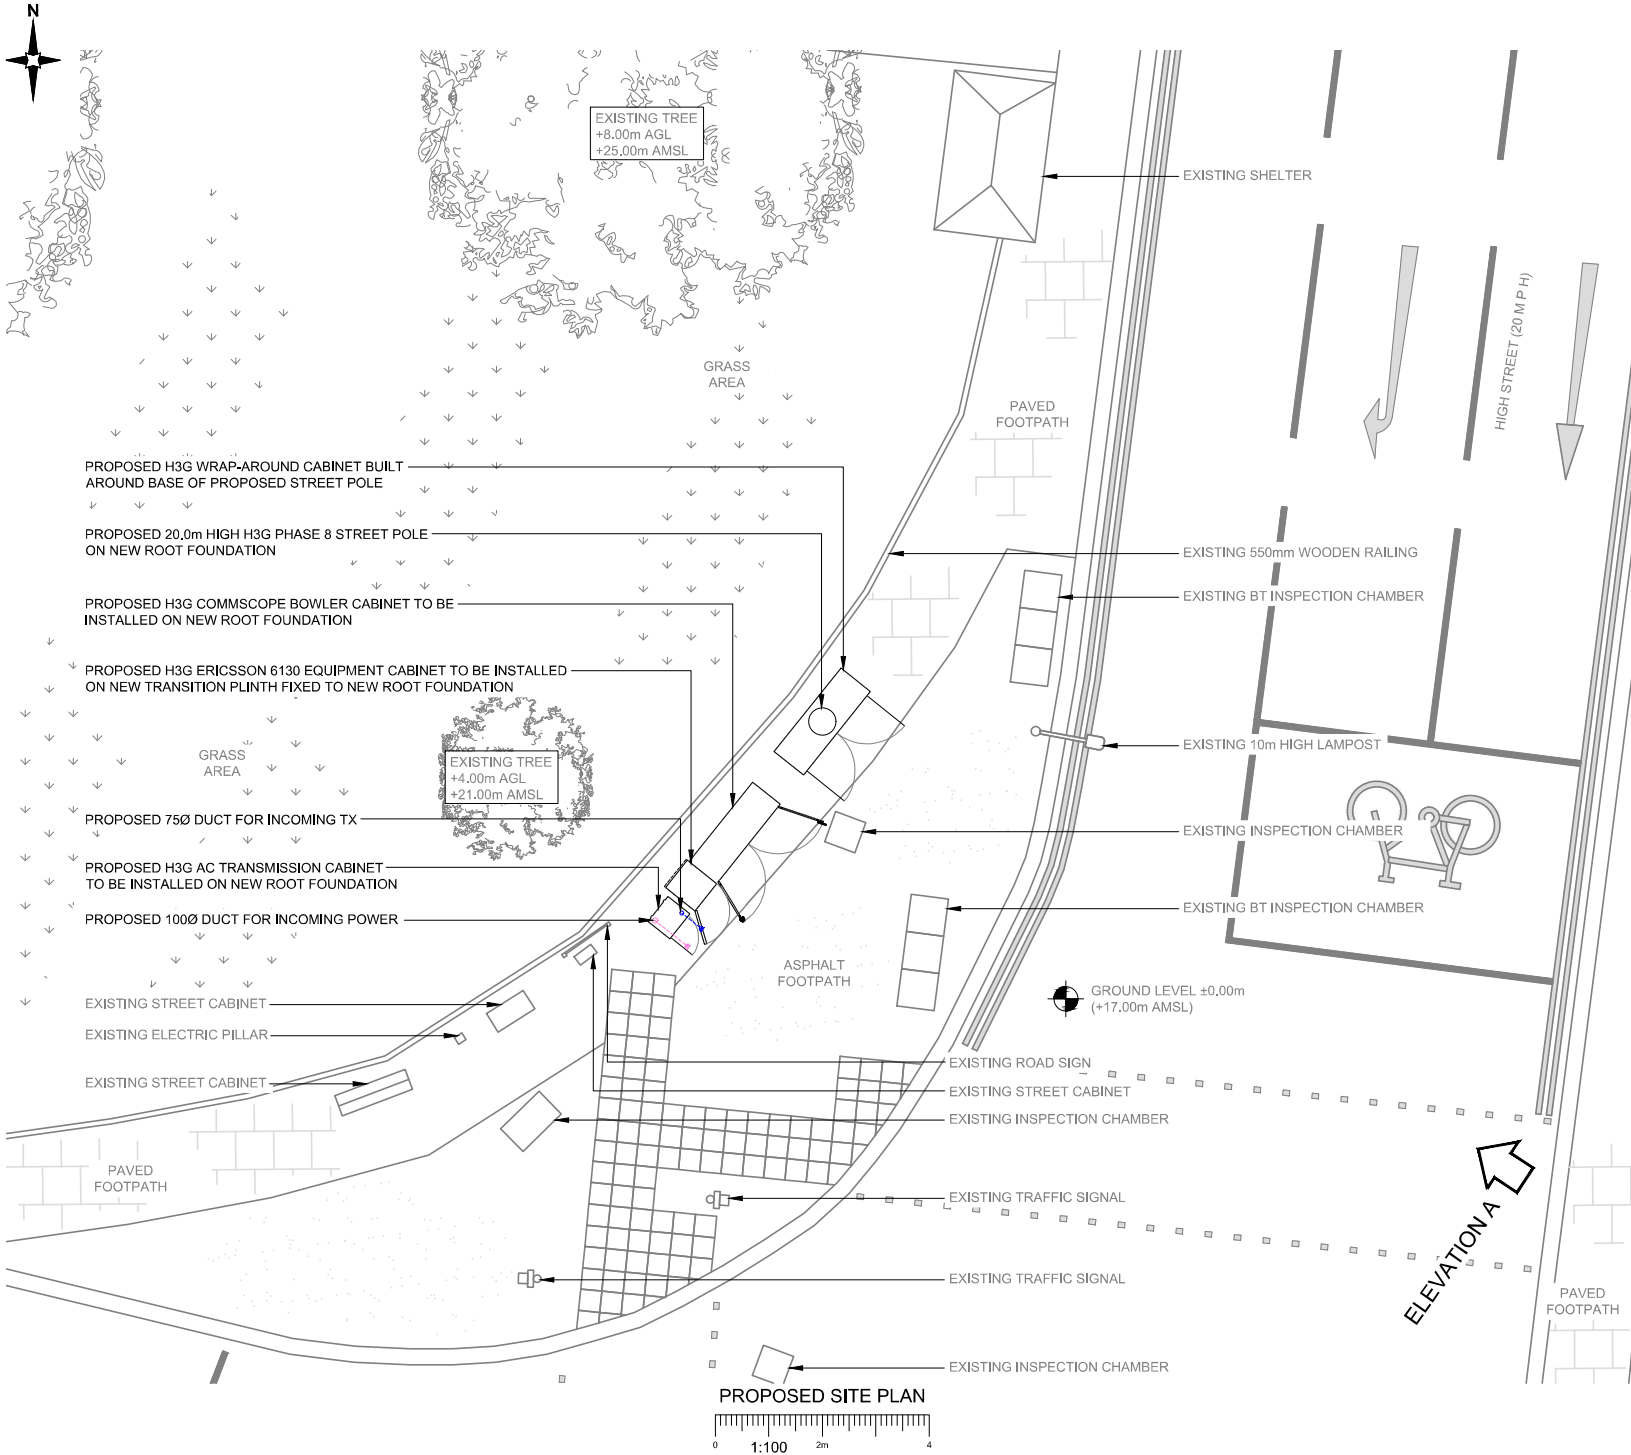 N
EXISTING TREE
+8.00m AGL
+25.00m AMSL
EXISTING SHELTER
HIGH STREET (20 M P H)
GRASS
AREA
PAVED
FOOTPATH
PROPOSED H3G WRAP-AROUND CABINET BUILT
AROUND BASE OF PROPOSED STREET POLE
PROPOSED 20.0m HIGH H3G PHASE 8 STREET POLE
ON NEW ROOT FOUNDATION
EXISTING 550mm WOODEN RAILING
EXISTING BT INSPECTION CHAMBER
PROPOSED H3G COMMSCOPE BOWLER CABINET TO BE
INSTALLED ON NEW ROOT FOUNDATION
PROPOSED H3G ERICSSON 6130 EQUIPMENT CABINET TO BE INSTALLED
ON NEW TRANSITION PLINTH FIXED TO NEW ROOT FOUNDATION
GRASS
AREA
EXISTING TREE
+4.00m AGL
+21.00m AMSL
EXISTING 10m HIGH LAMPOST
PROPOSED 75Ø DUCT FOR INCOMING TX
EXISTING INSPECTION CHAMBER
PROPOSED H3G AC TRANSMISSION CABINET
TO BE INSTALLED ON NEW ROOT FOUNDATION
PROPOSED 100Ø DUCT FOR INCOMING POWER
EXISTING BT INSPECTION CHAMBER
ASPHALT
FOOTPATH
GROUND LEVEL ±0.00m
(+17.00m AMSL)
EXISTING STREET CABINET
EXISTING ELECTRIC PILLAR
EXISTING STREET CABINET
EXISTING ROAD SIGN
EXISTING STREET CABINET
EXISTING INSPECTION CHAMBER
PAVED
FOOTPATH
EXISTING TRAFFIC SIGNAL
ELEVATION A
EXISTING TRAFFIC SIGNAL
PAVED
FOOTPATH
EXISTING INSPECTION CHAMBER
PROPOSED SITE PLAN
0 1:100 2m 4